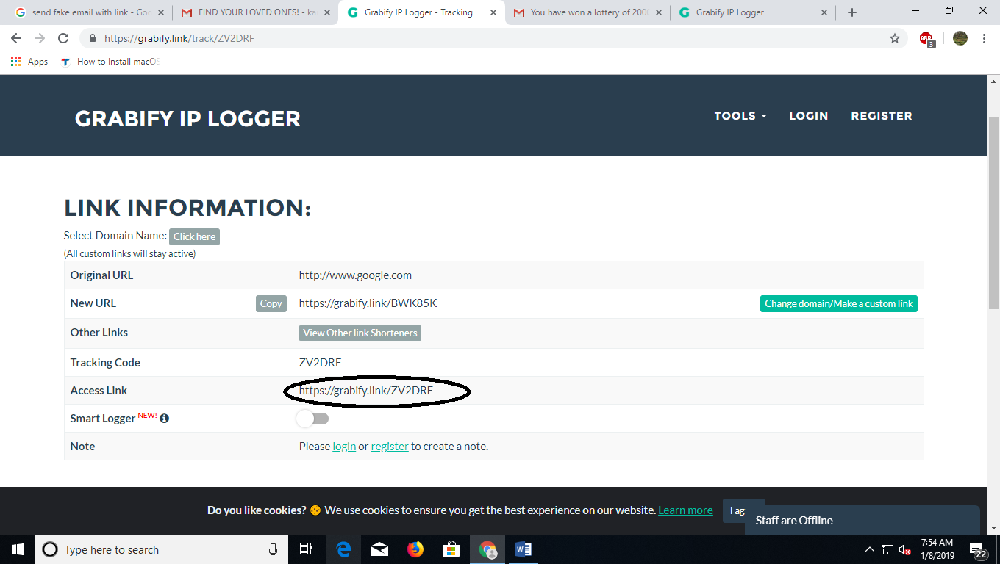 send fake email with link - Goo
FIND YOUR LOVED ONES! - ka
Grabify IP Logger - Tracking
You have won a lottery of 200
Grabify IP Logger
https://grabify.link/track/ZV2DRF
ABP
3
Apps
How to Install macOS
GRABIFY IP LOGGER
TOOLS
LOGIN
REGISTER
LINK INFORMATION:
Select Domain Name: Click here
(All custom links will stay active)
Original URL http://www.google.com
New URL Copy https://grabify.link/BWK85K Change domain/Make a custom link
Other Links View Other link Shorteners
Tracking Code ZV2DRF
Access Link https://grabify.link/ZV2DRF
Smart Logger NEW!
Note Please login or register to create a note.
Do you like cookies? We use cookies to ensure you get the best experience on our website. Learn more I ag
Staff are Offline
Type here to search
7:54 AM
1/8/2019
22